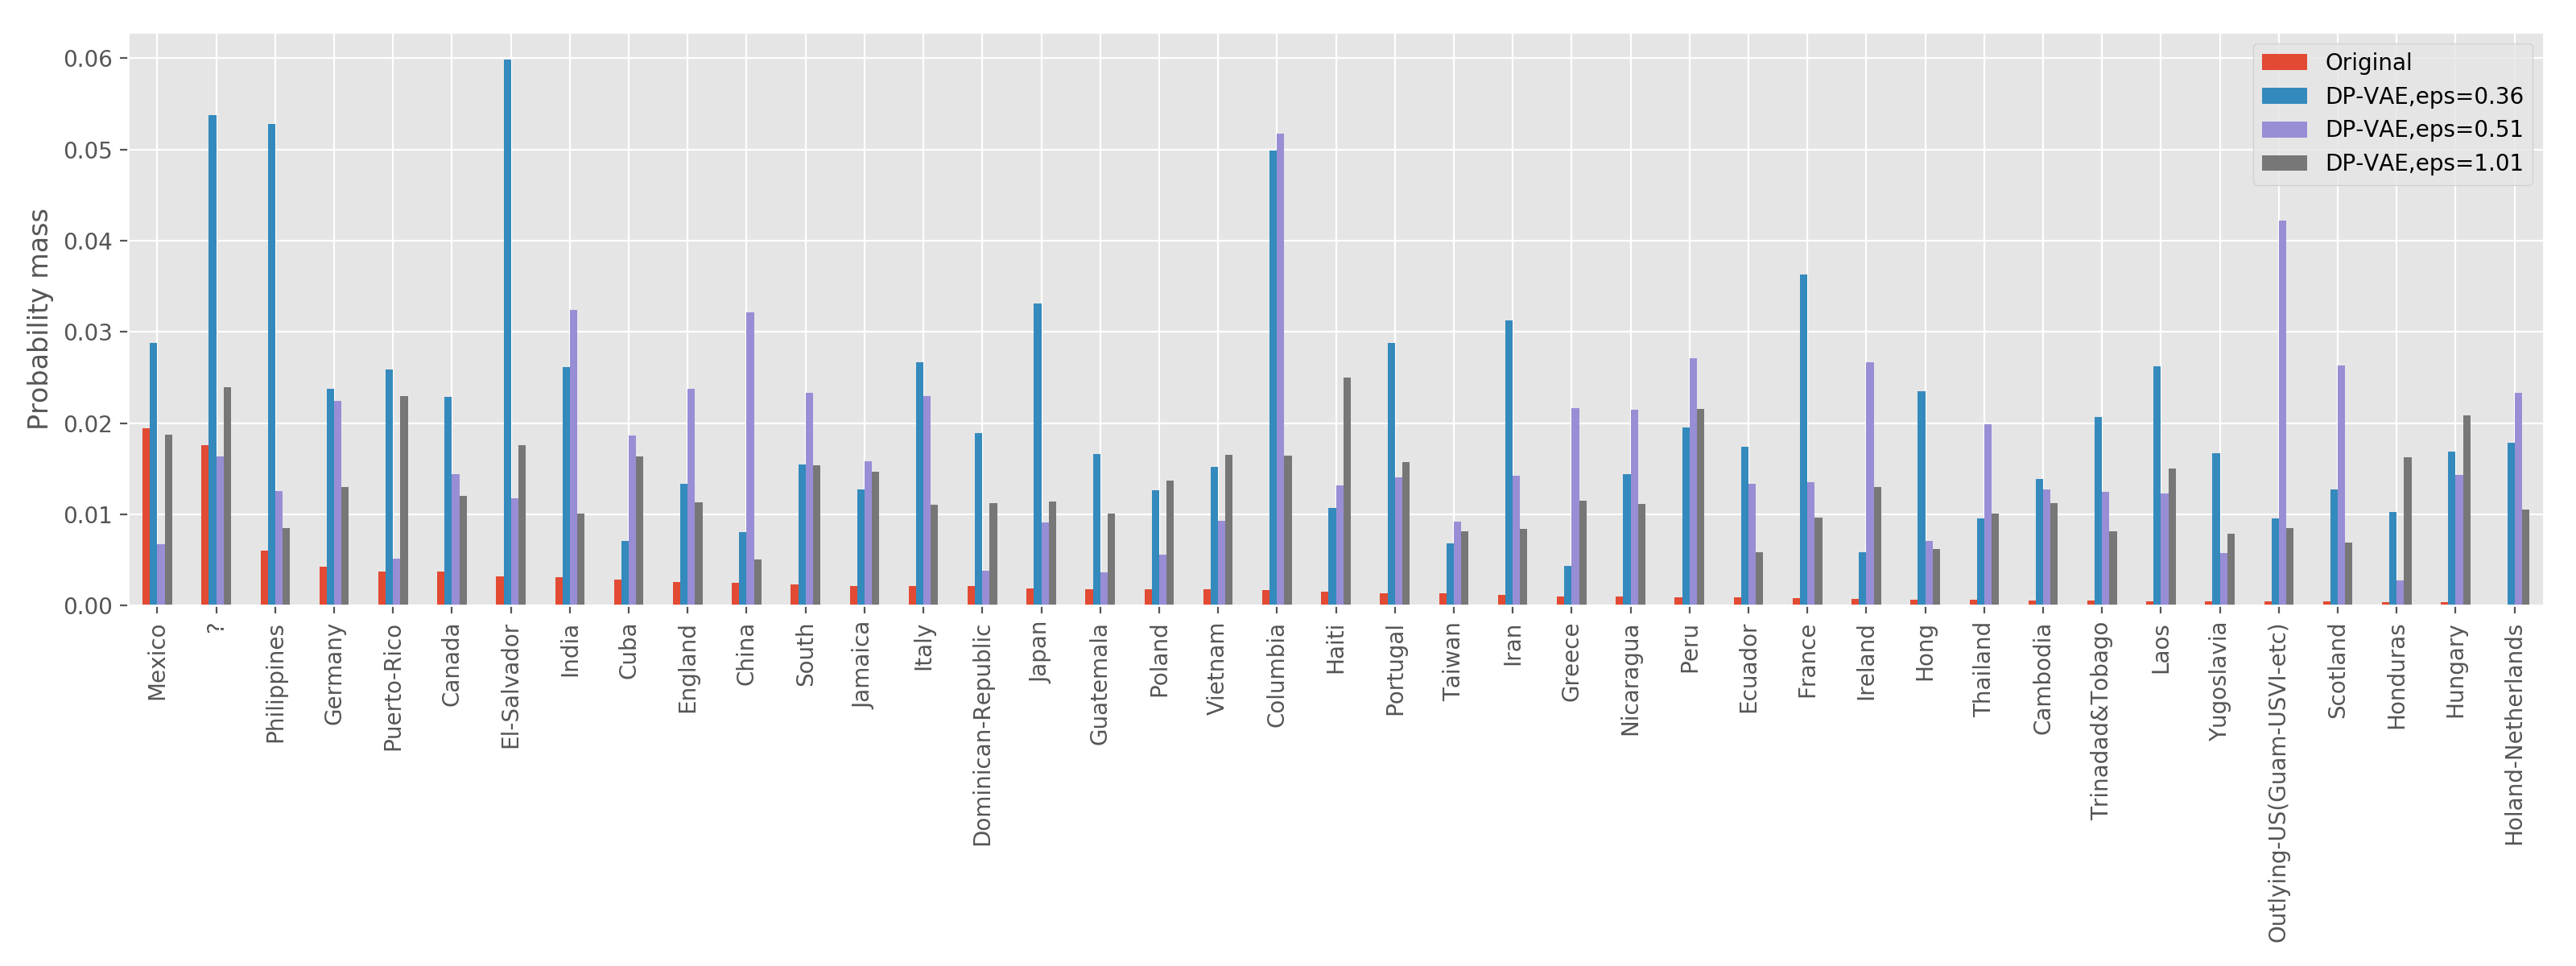 Probability mass
0.06
0.05
0.04
0.03
0.02
0.01
0.00
Original
DP-VAE,eps=0.36
DP-VAE,eps=0.51
DP-VAE,eps=1.01
Mexico
?
Philippines
Germany
Puerto-Rico
Canada
El-Salvador
India
Cuba
England
China
South
Jamaica
Italy
Dominican-Republic
Japan
Guatemala
Poland
Vietnam
Columbia
Haiti
Portugal
Taiwan
Iran
Greece
Nicaragua
Peru
Ecuador
France
Ireland
Hong
Thailand
Cambodia
Trinadad&Tobago
Laos
Yugoslavia
Outlying-US(Guam-USVI-etc)
Scotland
Honduras
Hungary
Holand-Netherlands